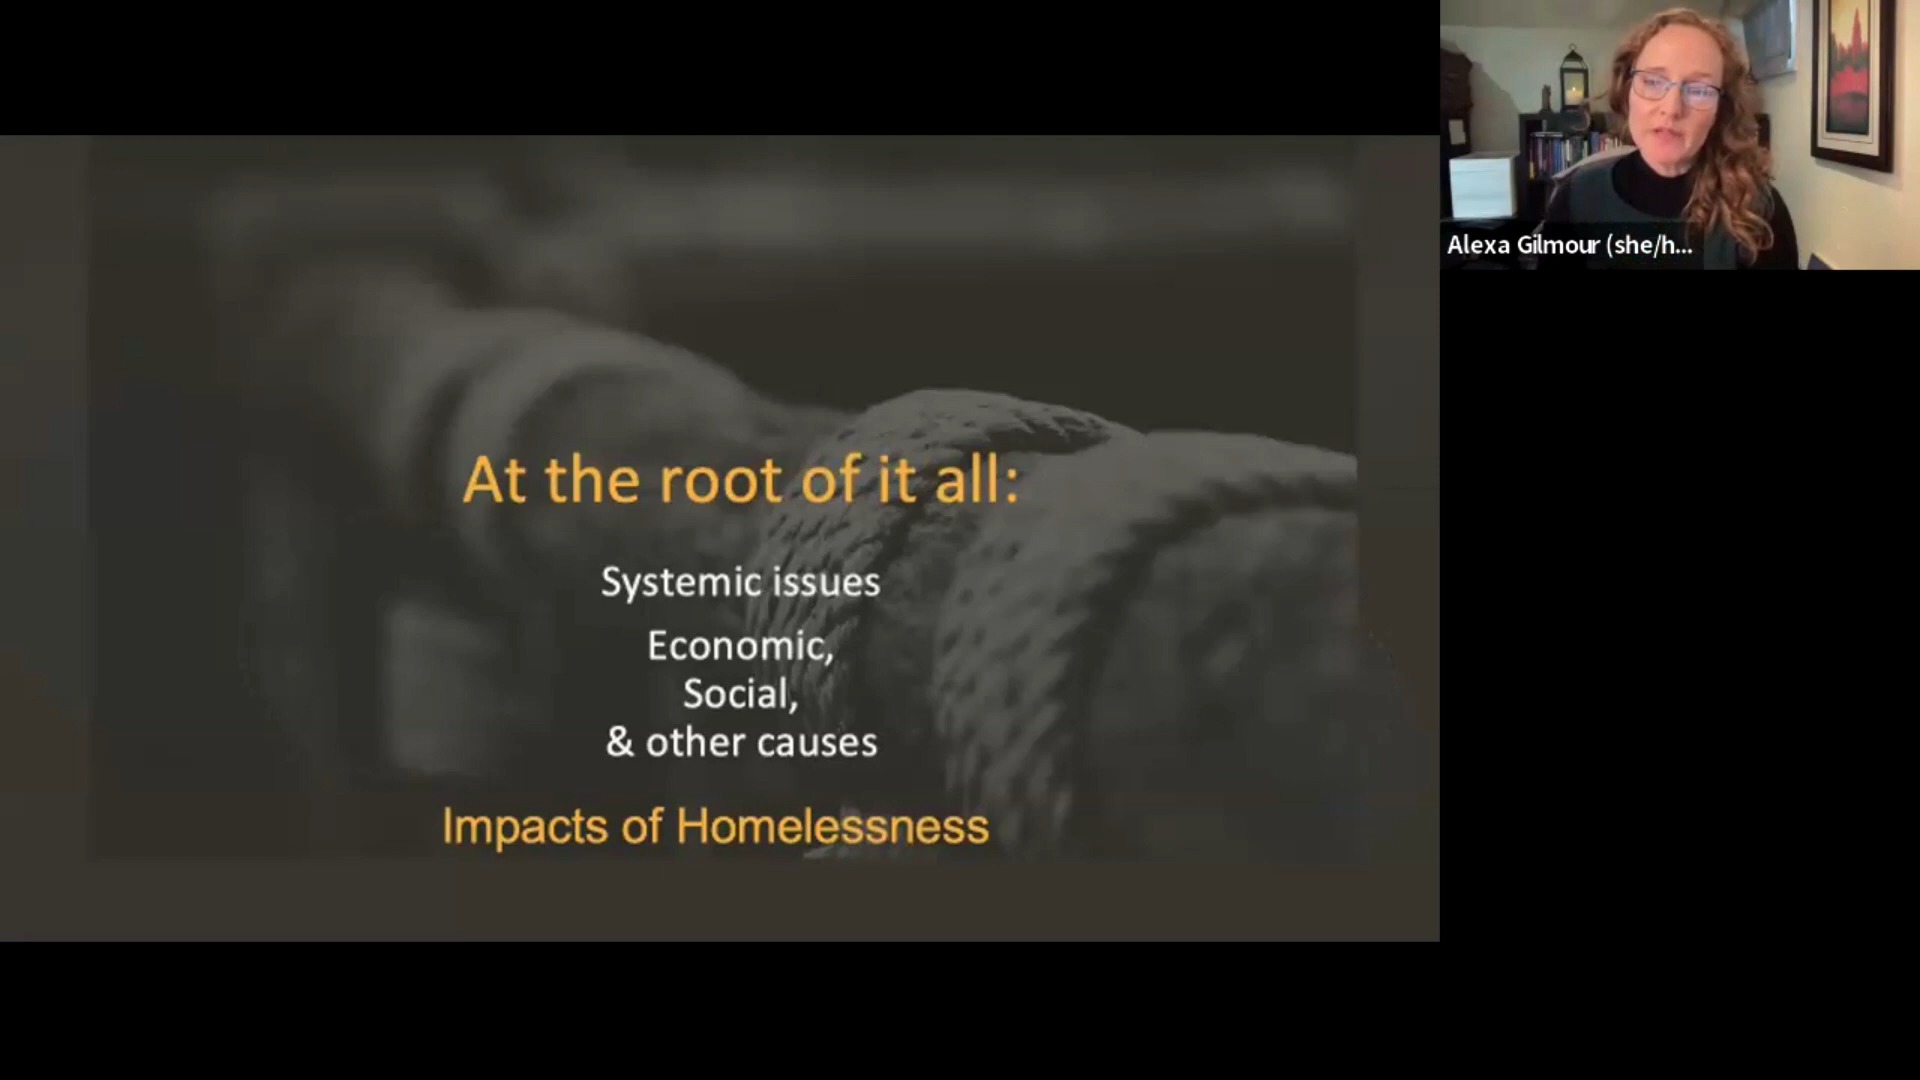 At the root of it all:
Systemic issues
Economic,
Social,
& other causes
Impacts of Homelessness
Alexa Gilmour (she/h...